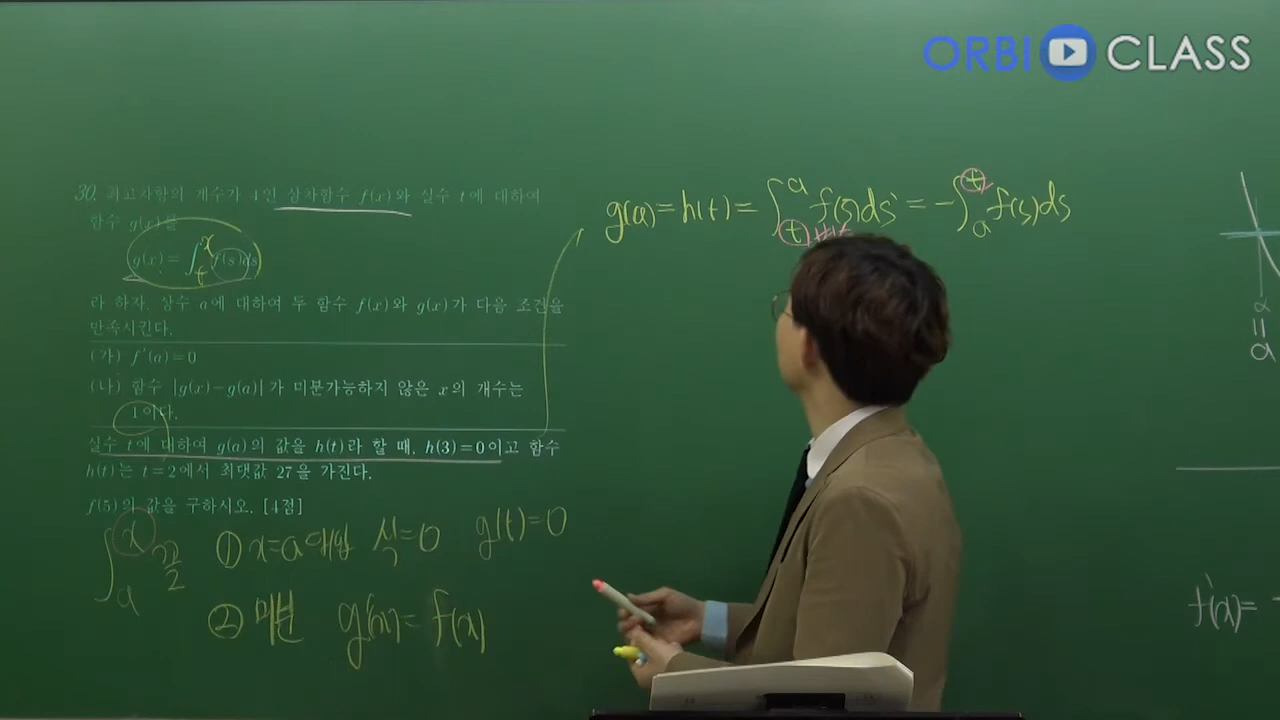 ORBI CLASS
30. 최고차항의 계수가 4인 삼차함수 f(x)와 실수 t에 대하여
함수 g(x)를
g(x) = ∫ₜˣ f(s)ds
라 하자. 상수 a에 대하여 두 함수 f(x)와 g(x)가 다음 조건을
만족시킨다.
(가) f'(a)=0
(나) 함수 |g(x)-g(a)|가 미분가능하지 않은 x의 개수는
1이다.
실수 t에 대하여 g(a)의 값을 h(t)라 할 때, h(3)=0이고 함수
h(t)는 t=2에서 최댓값 27을 가진다.
f(5)의 값을 구하시오. [4점]
∫ₐˣ 꼴
① x=a 대입 식=0 g(t)=0
2
② 미분 g'(x)=f(x)
g(a)=h(t)=∫ₜᵃ f(s)ds = -∫ₐᵗ f(s)ds
α
=
a
f'(x)=